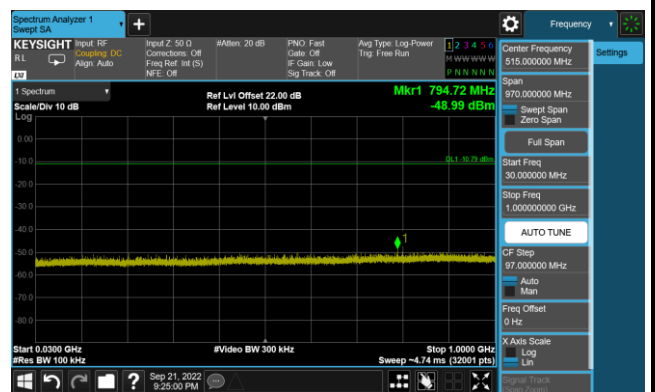 Spectrum Analyzer 1
Swept SA
Frequency
KEYSIGHT
R L
LXI
Input: RF
Coupling: DC
Align: Auto
Input Z: 50 Ω
Corrections: Off
Freq Ref: Int (S)
NFE: Off
#Atten: 20 dB
PNO: Fast
Gate: Off
IF Gain: Low
Sig Track: Off
Avg Type: Log-Power
Trig: Free Run
1 2 3 4 5 6
M W W W W W
P N N N N N
Center Frequency
515.000000 MHz
Settings
Span
970.000000 MHz
Swept Span
Zero Span
Full Span
Start Freq
30.000000 MHz
Stop Freq
1.000000000 GHz
AUTO TUNE
CF Step
97.000000 MHz
Auto
Man
Freq Offset
0 Hz
X Axis Scale
Log
Lin
Signal Track
(Span Zoom)
1 Spectrum
Scale/Div 10 dB
Log
Ref Lvl Offset 22.00 dB
Ref Level 10.00 dBm
Mkr1 794.72 MHz
-48.99 dBm
0.00
-10.0
-20.0
-30.0
-40.0
-50.0
-60.0
-70.0
-80.0
DL1 -10.79 dBm
1
Start 0.0300 GHz
#Res BW 100 kHz
#Video BW 300 kHz
Stop 1.0000 GHz
Sweep ~4.74 ms (32001 pts)
?
Sep 21, 2022
9:25:00 PM